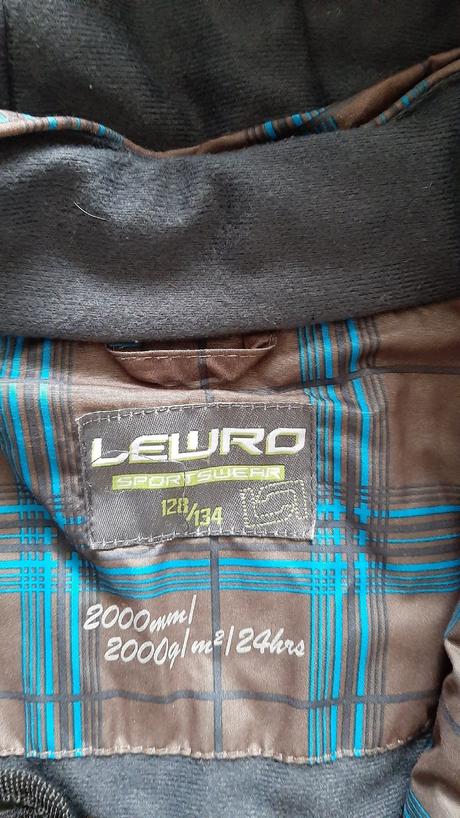 LEWRO
SPORTSWEAR
128/134
2000mm/
2000g/m²/24hrs